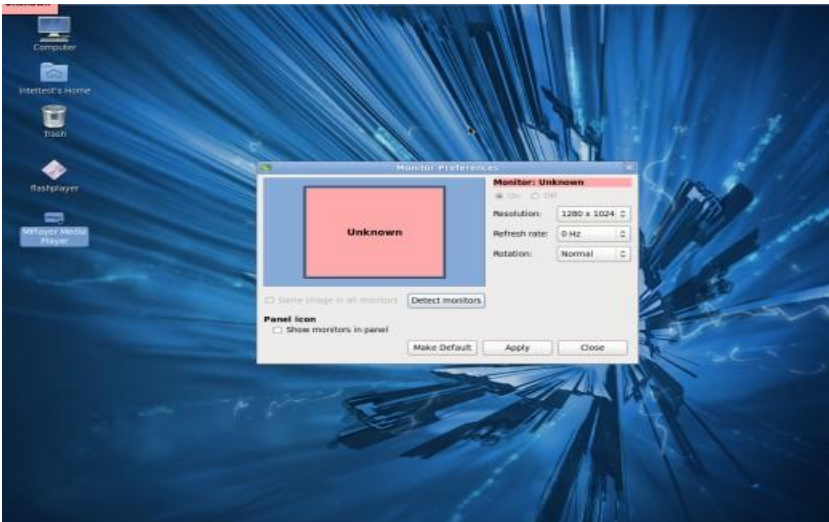 Unknown
Computer
Inteltest's Home
Trash
flashplayer
MPlayer Media
Player
Monitor Preferences
Monitor: Unknown
On Off
Unknown
Resolution: 1280 x 1024
Refresh rate: 0 Hz
Rotation: Normal
Same image in all monitors
Detect monitors
Panel icon
Show monitors in panel
Make Default Apply Close